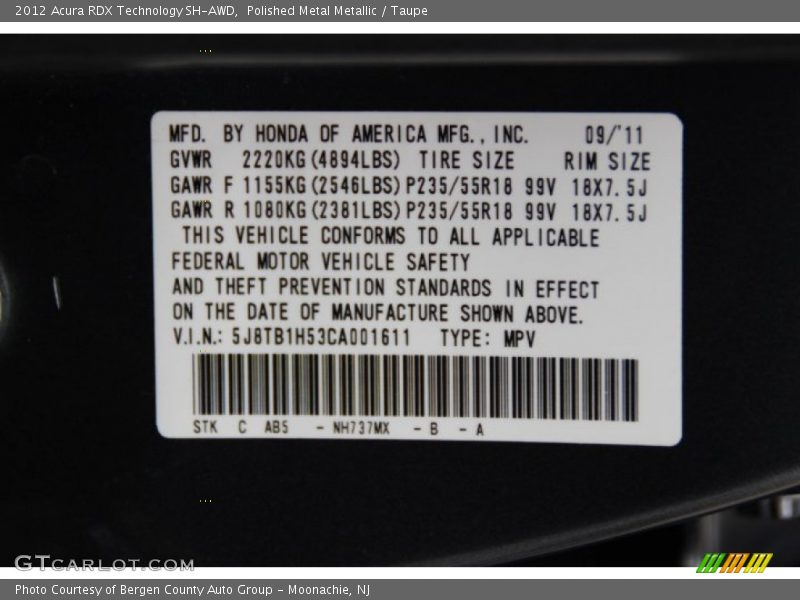 2012 Acura RDX Technology SH-AWD,  Polished Metal Metallic / Taupe
MFD. BY HONDA OF AMERICA MFG., INC. 09/'11
GVWR 2220KG(4894LBS) TIRE SIZE RIM SIZE
GAWR F 1155KG(2546LBS) P235/55R18 99V 18X7.5J
GAWR R 1080KG(2381LBS) P235/55R18 99V 18X7.5J
THIS VEHICLE CONFORMS TO ALL APPLICABLE
FEDERAL MOTOR VEHICLE SAFETY
AND THEFT PREVENTION STANDARDS IN EFFECT
ON THE DATE OF MANUFACTURE SHOWN ABOVE.
V.I.N.: 5J8TB1H53CA001611 TYPE: MPV
STK C AB5 - NH737MX - B - A
GTCARLOT.COM
Photo Courtesy of Bergen County Auto Group - Moonachie, NJ